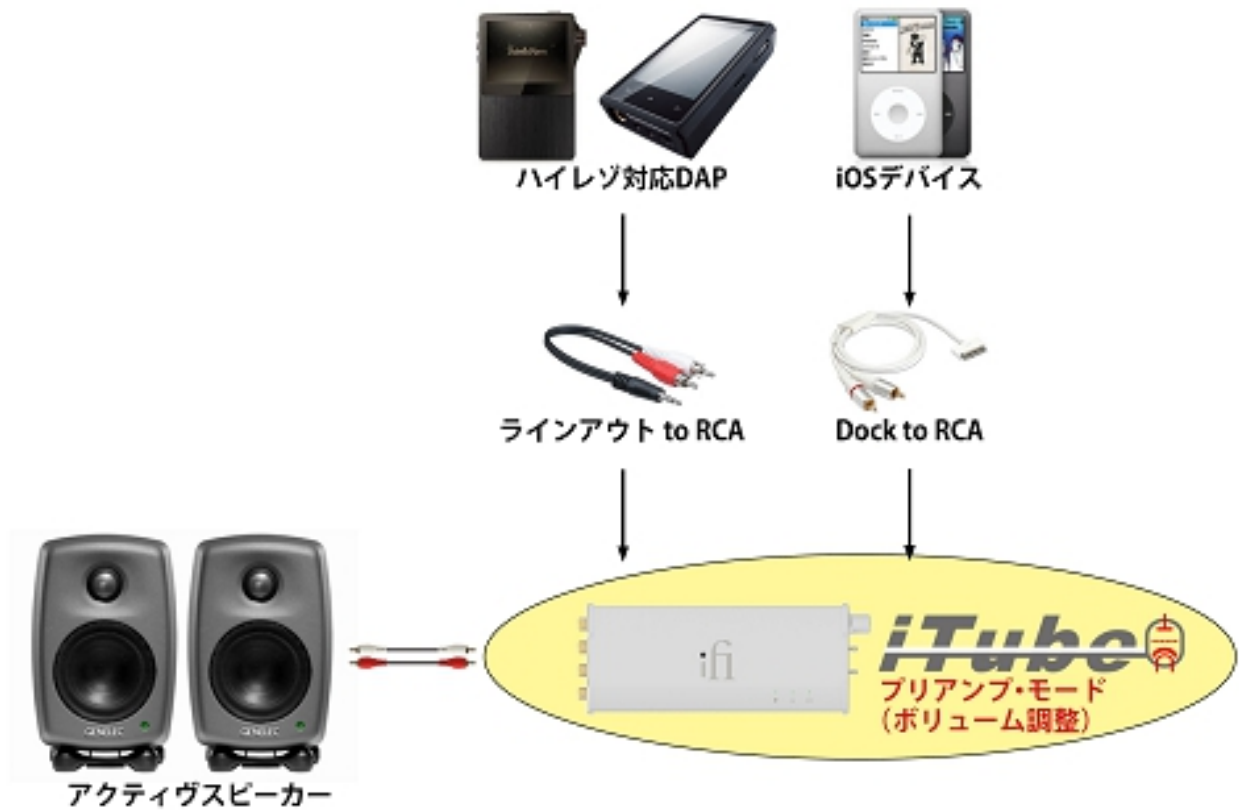 ハイレゾ対応DAP
iOSデバイス
ラインアウト to RCA
Dock to RCA
ifi
iTube
プリアンプ・モード
(ボリューム調整)
GENELEC
GENELEC
アクティヴスピーカー